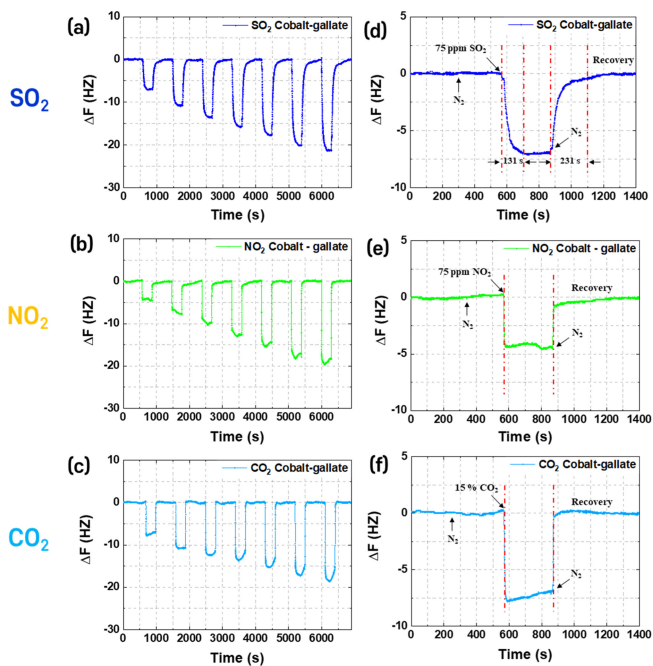 (a)
SO₂ Cobalt-gallate
10
0
-10
-20
-30
ΔF (HZ)
0 1000 2000 3000 4000 5000 6000
Time (s)
SO₂
(d)
SO₂ Cobalt-gallate
5
0
-5
-10
ΔF (HZ)
75 ppm SO₂
Recovery
N₂
N₂
131 s
231 s
0 200 400 600 800 1000 1200 1400
Time (s)
(b)
NO₂ Cobalt - gallate
10
0
-10
-20
-30
ΔF (HZ)
0 1000 2000 3000 4000 5000 6000
Time (s)
NO₂
(e)
NO₂ Cobalt - gallate
5
0
-5
-10
ΔF (HZ)
75 ppm NO₂
Recovery
N₂
N₂
0 200 400 600 800 1000 1200 1400
Time (s)
(c)
CO₂ Cobalt-gallate
10
0
-10
-20
-30
ΔF (HZ)
0 1000 2000 3000 4000 5000 6000
Time (s)
CO₂
(f)
CO₂ Cobalt-gallate
5
0
-5
-10
ΔF (HZ)
15 % CO₂
Recovery
N₂
N₂
0 200 400 600 800 1000 1200 1400
Time (s)